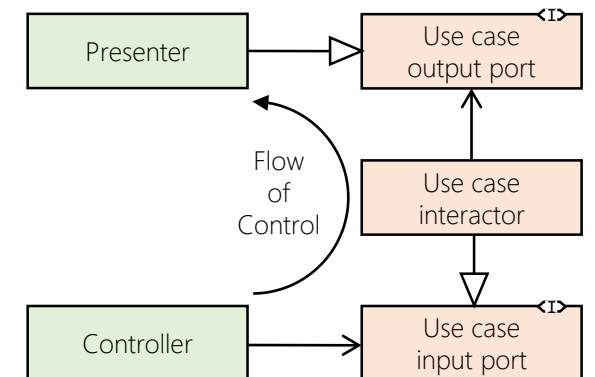 Presenter
Use case
output port
<I>
Flow
of
Control
Use case
interactor
Controller
Use case
input port
<I>